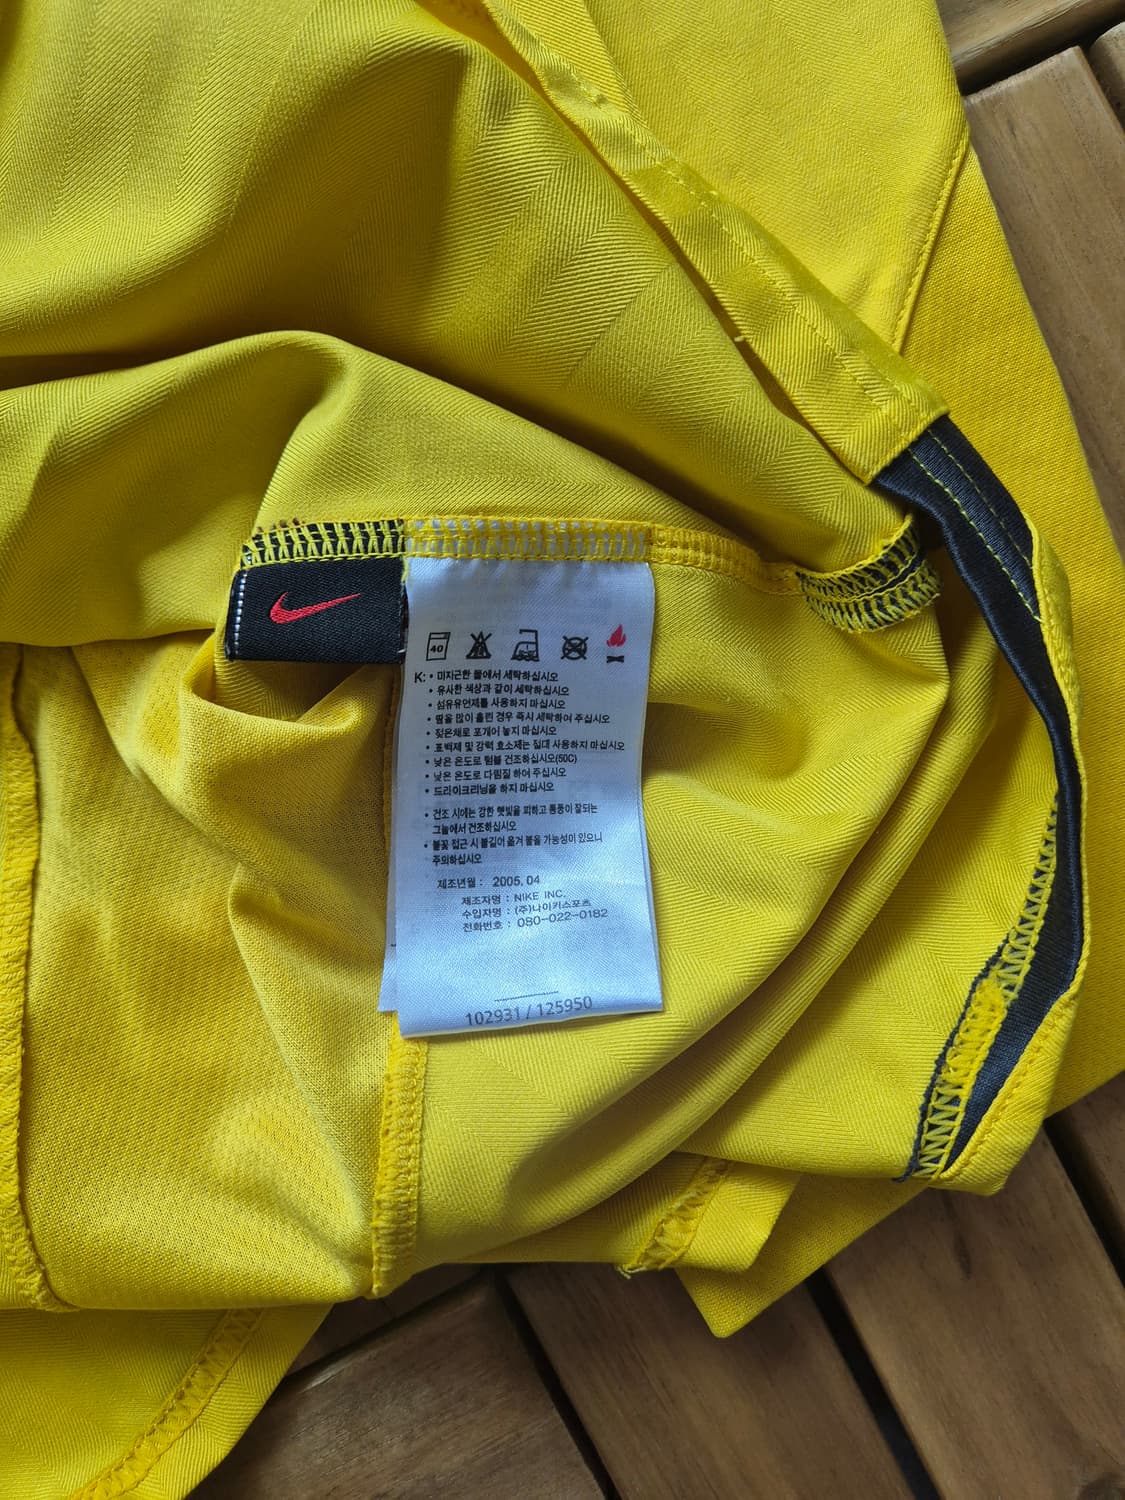 40
K: • 미지근한 물에서 세탁하십시오
• 유사한 색상과 같이 세탁하십시오
• 섬유유연제를 사용하지 마십시오
• 땀을 많이 흘린 경우 즉시 세탁하여 주십시오
• 젖은채로 포개어 놓지 마십시오
• 표백제 및 강력 효소제는 절대 사용하지 마십시오
• 낮은 온도로 텀블 건조하십시오(50C)
• 낮은 온도로 다림질 하여 주십시오
• 드라이크리닝을 하지 마십시오
• 건조 시에는 강한 햇빛을 피하고 통풍이 잘되는
그늘에서 건조하십시오
• 불꽃 접근 시 불길이 옮겨 붙을 가능성이 있으니
주의하십시오
제조년월 : 2005. 04
제조자명 : NIKE INC.
수입자명 : (주)나이키스포츠
전화번호 : 080-022-0182
102931 / 125950